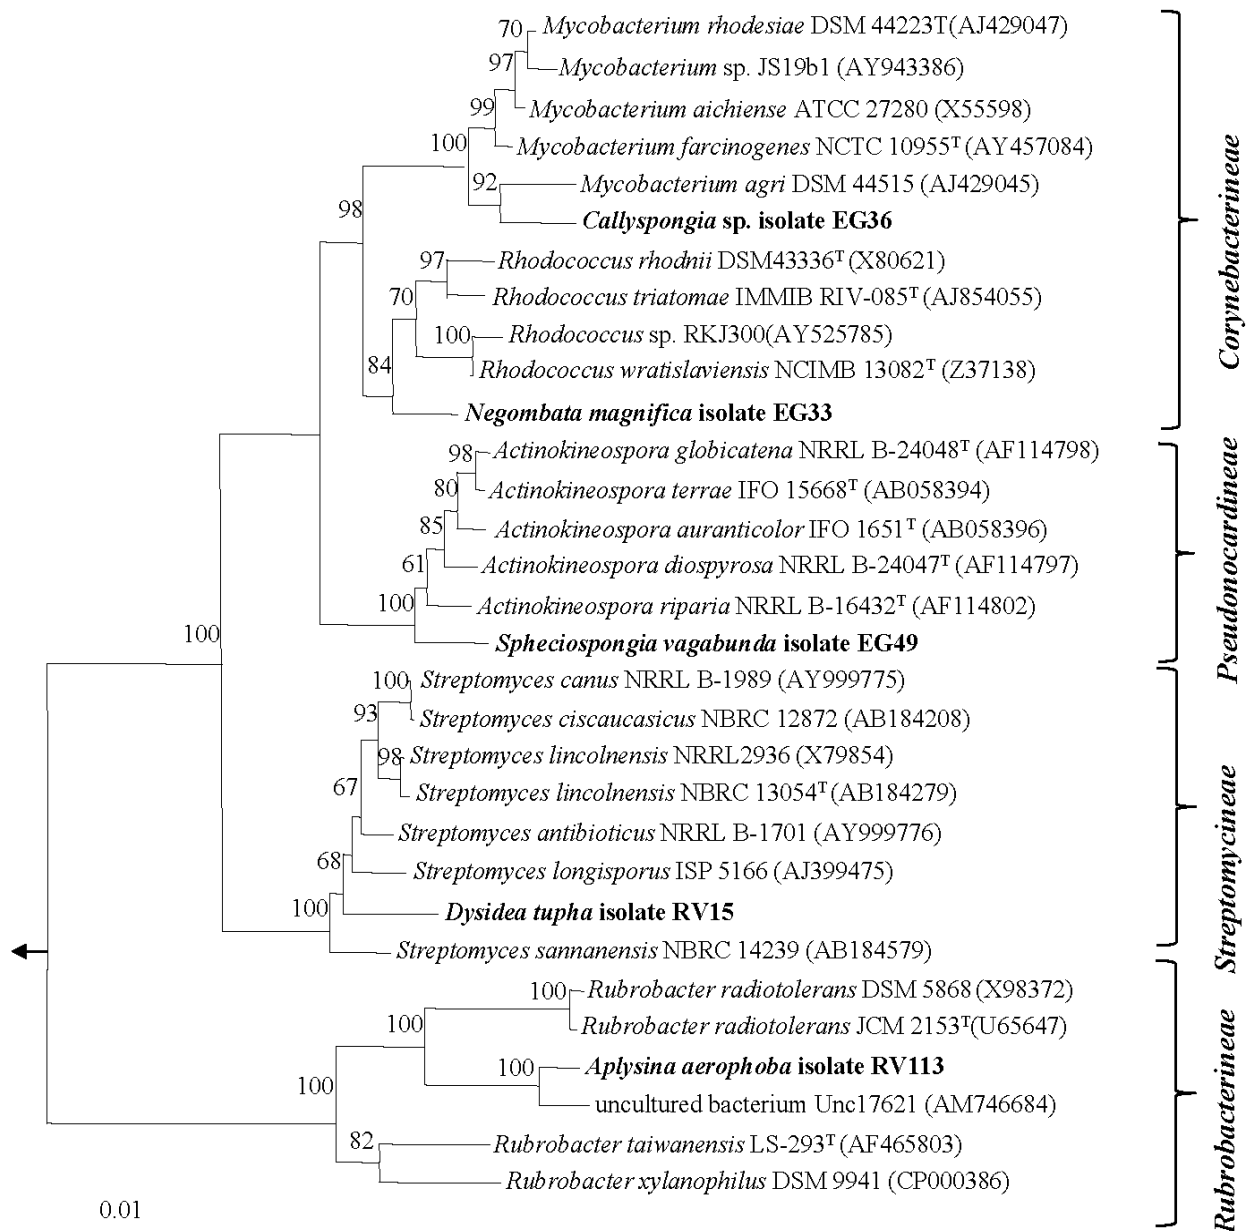 70
Mycobacterium rhodesiae DSM 44223T(AJ429047)
97
Mycobacterium sp. JS19b1 (AY943386)
99
Mycobacterium aichiense ATCC 27280 (X55598)
100
Mycobacterium farcinogenes NCTC 10955ᵀ (AY457084)
92
Mycobacterium agri DSM 44515 (AJ429045)
98
Callyspongia sp. isolate EG36
97
Rhodococcus rhodnii DSM43336ᵀ (X80621)
70
Rhodococcus triatomae IMMIB RIV-085ᵀ (AJ854055)
100
Rhodococcus sp. RKJ300(AY525785)
84
Rhodococcus wratislaviensis NCIMB 13082ᵀ (Z37138)
Negombata magnifica isolate EG33
Corynebacterineae
98
Actinokineospora globicatena NRRL B-24048ᵀ (AF114798)
80
Actinokineospora terrae IFO 15668ᵀ (AB058394)
85
Actinokineospora auranticolor IFO 1651ᵀ (AB058396)
61
Actinokineospora diospyrosa NRRL B-24047ᵀ (AF114797)
100
Actinokineospora riparia NRRL B-16432ᵀ (AF114802)
100
Spheciospongia vagabunda isolate EG49
Pseudonocardineae
100
Streptomyces canus NRRL B-1989 (AY999775)
93
Streptomyces ciscaucasicus NBRC 12872 (AB184208)
98
Streptomyces lincolnensis NRRL2936 (X79854)
67
Streptomyces lincolnensis NBRC 13054ᵀ (AB184279)
Streptomyces antibioticus NRRL B-1701 (AY999776)
68
Streptomyces longisporus ISP 5166 (AJ399475)
100
Dysidea tupha isolate RV15
Streptomyces sannanensis NBRC 14239 (AB184579)
Streptomycineae
100
Rubrobacter radiotolerans DSM 5868 (X98372)
100
Rubrobacter radiotolerans JCM 2153ᵀ(U65647)
100
Aplysina aerophoba isolate RV113
100
uncultured bacterium Unc17621 (AM746684)
82
Rubrobacter taiwanensis LS-293ᵀ (AF465803)
Rubrobacter xylanophilus DSM 9941 (CP000386)
Rubrobacterineae
0.01